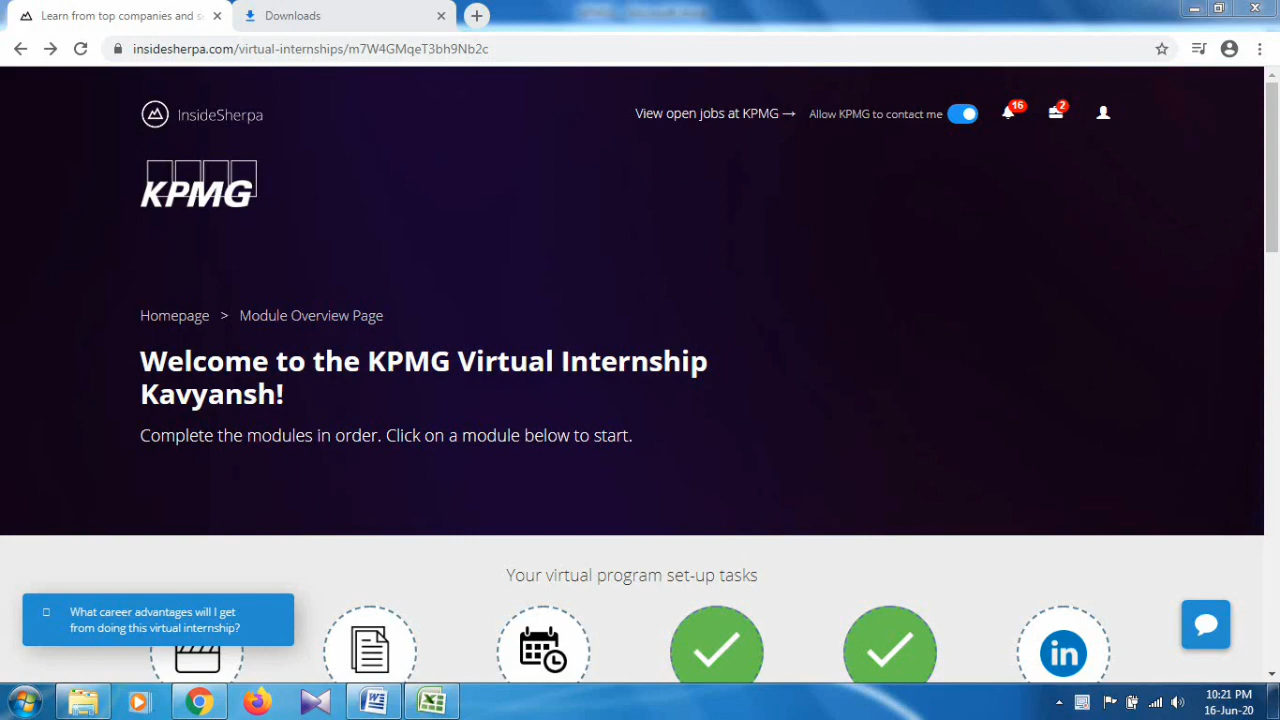 Learn from top companies and s
Downloads
insidesherpa.com/virtual-internships/m7W4GMqeT3bh9Nb2c
InsideSherpa
View open jobs at KPMG →
Allow KPMG to contact me
16
2
KPMG
Homepage > Module Overview Page
Welcome to the KPMG Virtual Internship
Kavyansh!
Complete the modules in order. Click on a module below to start.
Your virtual program set-up tasks
What career advantages will I get
from doing this virtual internship?
in
10:21 PM
16-Jun-20